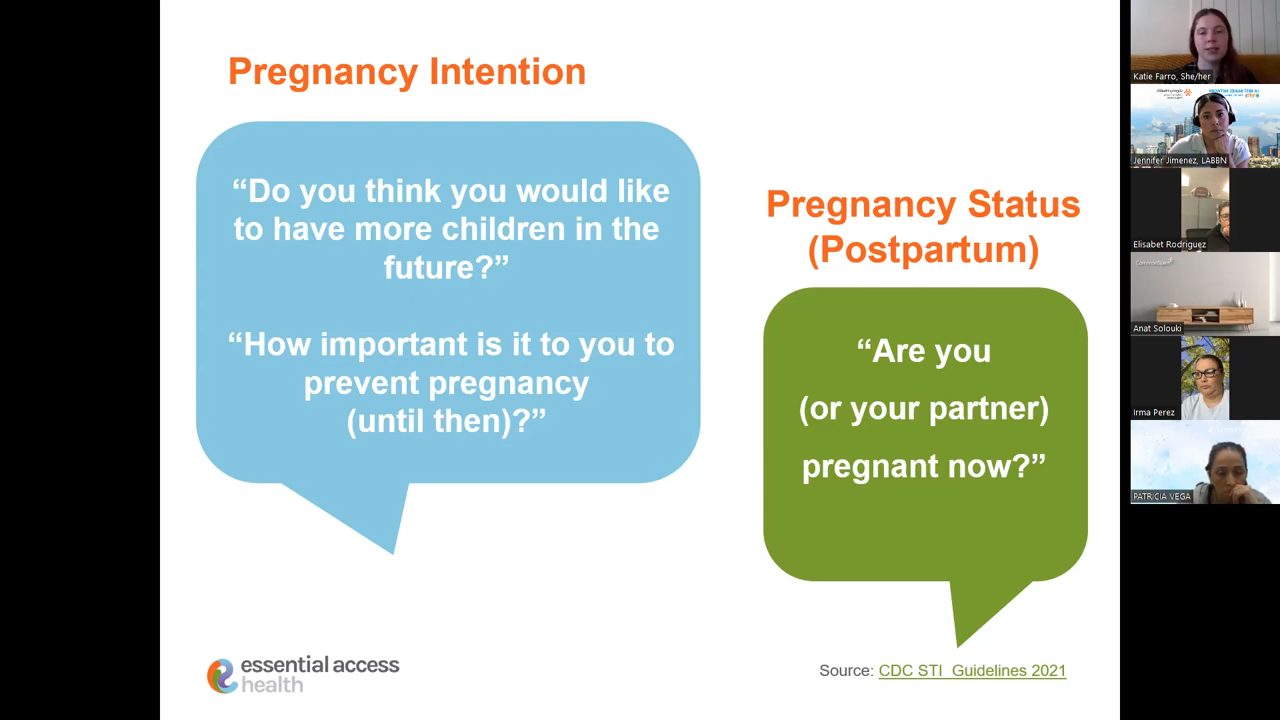 Pregnancy Intention
“Do you think you would like
to have more children in the
future?”
“How important is it to you to
prevent pregnancy
(until then)?”
Pregnancy Status
(Postpartum)
“Are you
(or your partner)
pregnant now?”
essential access
health
Source: CDC STI  Guidelines 2021
Katie Farro, She/her
Jennifer Jimenez, LABBN
Elisabet Rodriguez
CommonSpirit
Anat Solouki
Irma Perez
PATRICIA VEGA